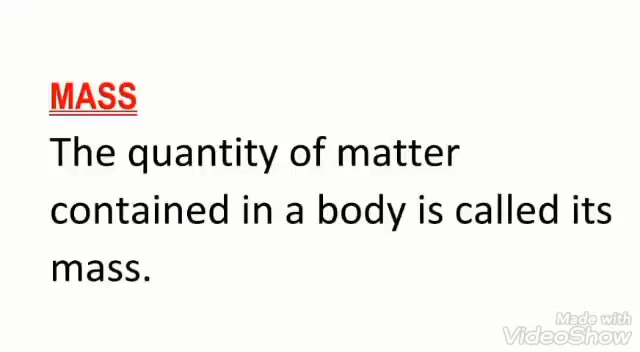 MASS
The quantity of matter
contained in a body is called its
mass.
Made with
VideoShow